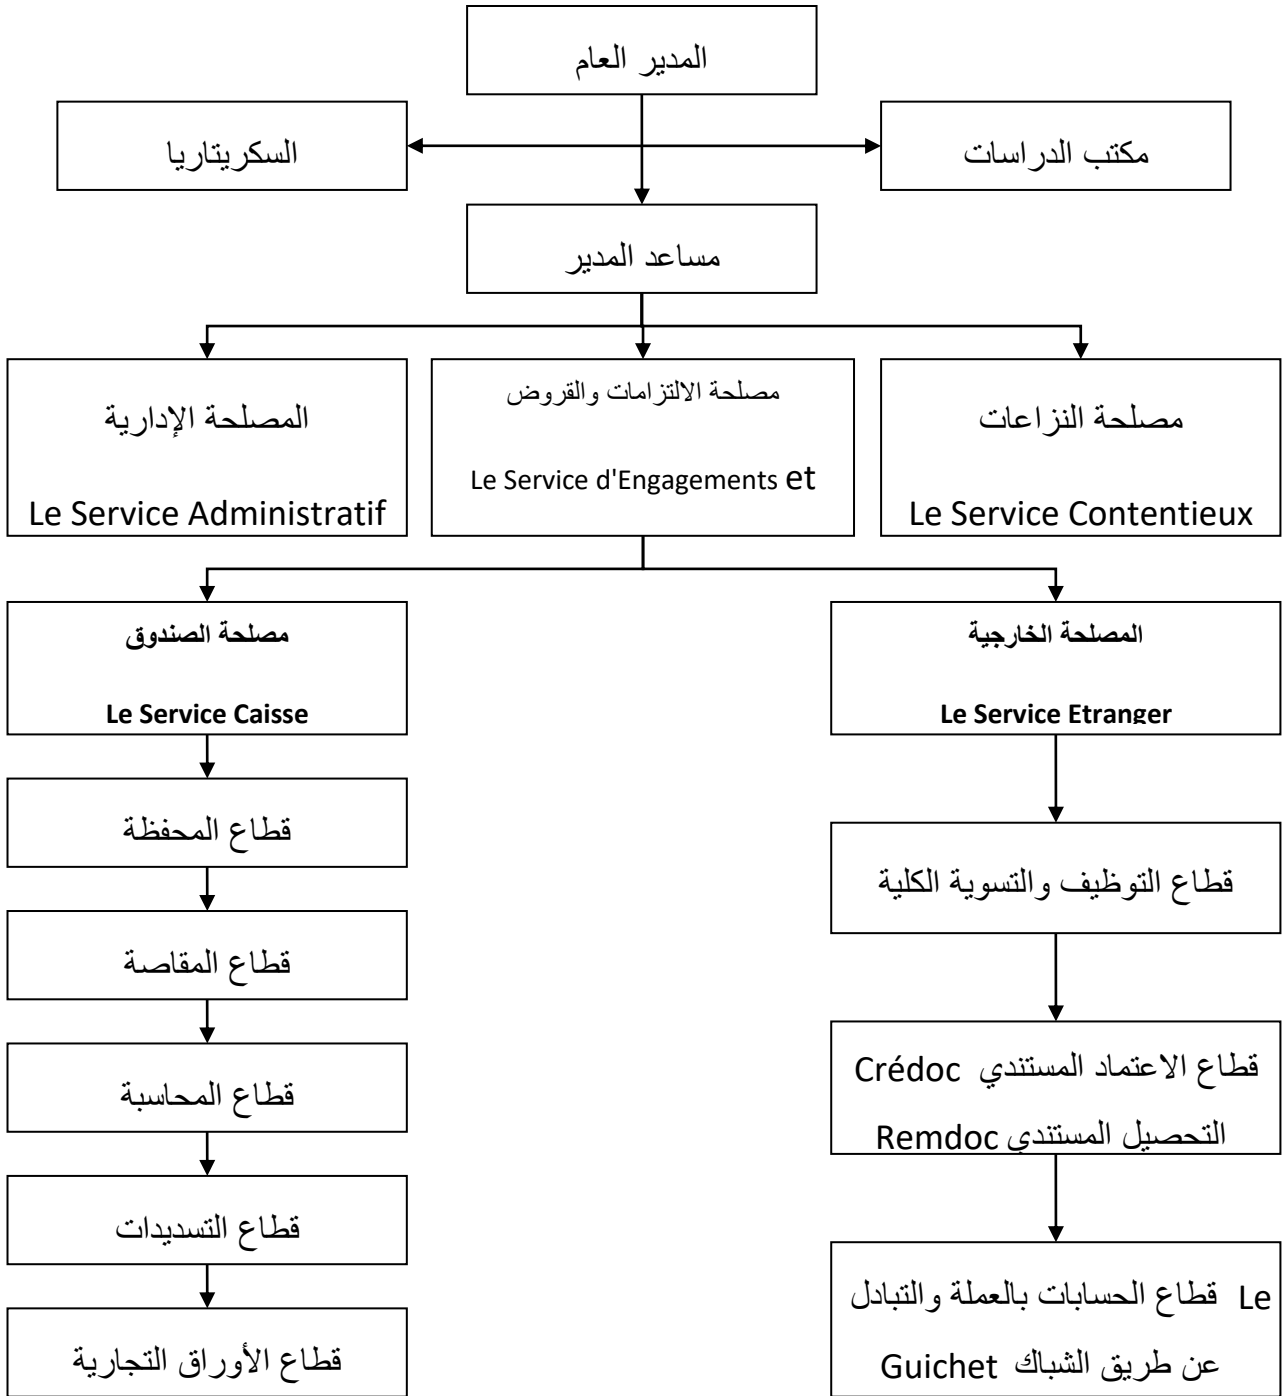 المدير العام
مكتب الدراسات
السكريتاريا
مساعد المدير
مصلحة النزاعات
Le Service Contentieux
مصلحة الالتزامات والقروض
Le Service d'Engagements et
المصلحة الإدارية
Le Service Administratif
المصلحة الخارجية
Le Service Etranger
مصلحة الصندوق
Le Service Caisse
قطاع التوظيف والتسوية الكلية
قطاع الاعتماد المستندي Crédoc
التحصيل المستندي Remdoc
قطاع الحسابات بالعملة والتبادل Le
عن طريق الشباك Guichet
قطاع المحفظة
قطاع المقاصة
قطاع المحاسبة
قطاع التسديدات
قطاع الأوراق التجارية